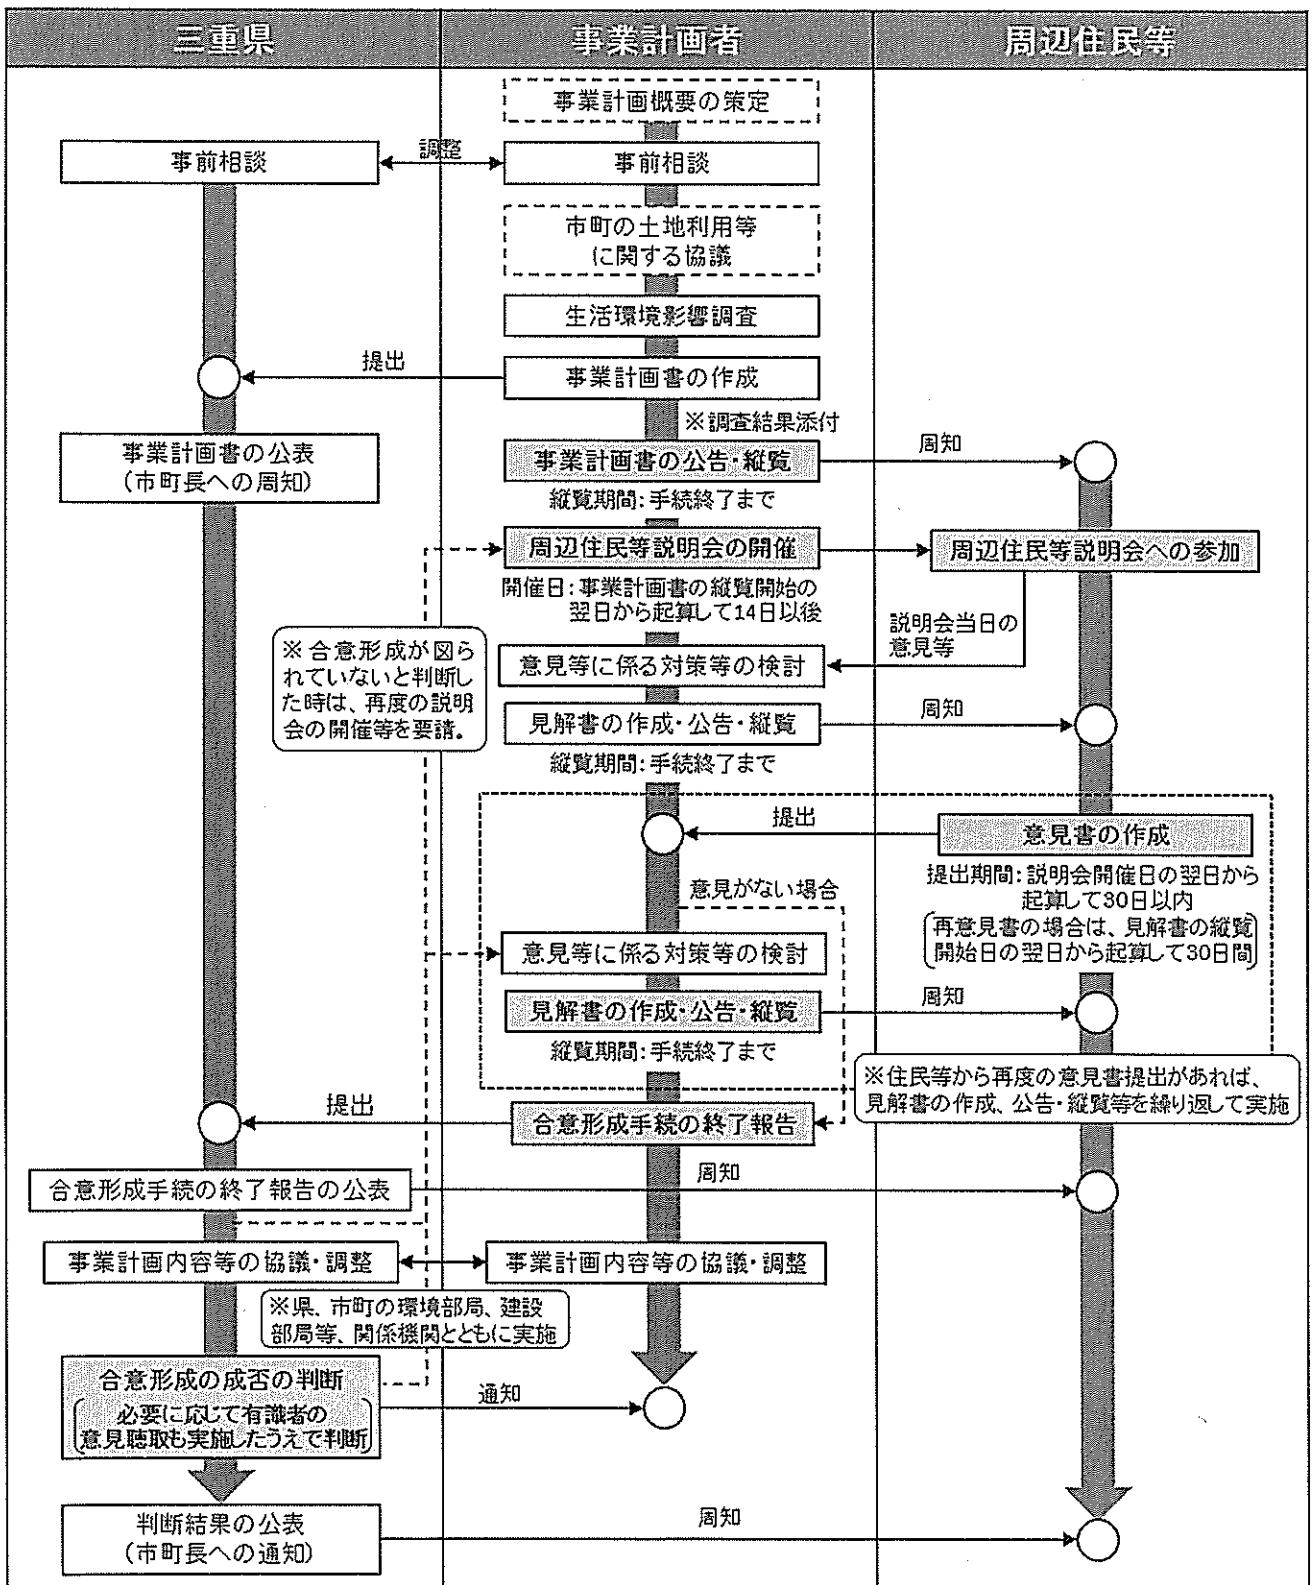 三重県
事業計画者
周辺住民等
事業計画概要の策定
事前相談
調整
事前相談
市町の土地利用等
に関する協議
生活環境影響調査
提出
事業計画書の作成
※調査結果添付
事業計画書の公表
(市町長への周知)
事業計画書の公告・縦覧
周知
縦覧期間:手続終了まで
周辺住民等説明会の開催
周辺住民等説明会への参加
開催日:事業計画書の縦覧開始の
翌日から起算して14日以後
説明会当日の
意見等
※合意形成が図ら
れていないと判断し
た時は、再度の説明
会の開催等を要請。
意見等に係る対策等の検討
見解書の作成・公告・縦覧
周知
縦覧期間:手続終了まで
提出
意見書の作成
提出期間:説明会開催日の翌日から
起算して30日以内
再意見書の場合は、見解書の縦覧
開始日の翌日から起算して30日間
意見がない場合
意見等に係る対策等の検討
見解書の作成・公告・縦覧
周知
縦覧期間:手続終了まで
※住民等から再度の意見書提出があれば、
見解書の作成、公告・縦覧等を繰り返して実施
提出
合意形成手続の終了報告
合意形成手続の終了報告の公表
周知
事業計画内容等の協議・調整
事業計画内容等の協議・調整
※県、市町の環境部局、建設
部局等、関係機関とともに実施
合意形成の成否の判断
必要に応じて有識者の
意見聴取も実施したうえで判断
通知
判断結果の公表
(市町長への通知)
周知